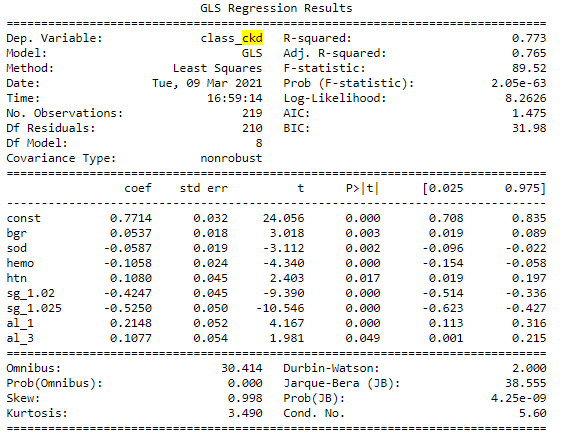 GLS Regression Results
==============================================================================
Dep. Variable: class_ckd R-squared: 0.773
Model: GLS Adj. R-squared: 0.765
Method: Least Squares F-statistic: 89.52
Date: Tue, 09 Mar 2021 Prob (F-statistic): 2.05e-63
Time: 16:59:14 Log-Likelihood: 8.2626
No. Observations: 219 AIC: 1.475
Df Residuals: 210 BIC: 31.98
Df Model: 8
Covariance Type: nonrobust
==============================================================================
coef std err t P>|t| [0.025 0.975]
------------------------------------------------------------------------------
const 0.7714 0.032 24.056 0.000 0.708 0.835
bgr 0.0537 0.018 3.018 0.003 0.019 0.089
sod -0.0587 0.019 -3.112 0.002 -0.096 -0.022
hemo -0.1058 0.024 -4.340 0.000 -0.154 -0.058
htn 0.1080 0.045 2.403 0.017 0.019 0.197
sg_1.02 -0.4247 0.045 -9.390 0.000 -0.514 -0.336
sg_1.025 -0.5250 0.050 -10.546 0.000 -0.623 -0.427
al_1 0.2148 0.052 4.167 0.000 0.113 0.316
al_3 0.1077 0.054 1.981 0.049 0.001 0.215
==============================================================================
Omnibus: 30.414 Durbin-Watson: 2.000
Prob(Omnibus): 0.000 Jarque-Bera (JB): 38.555
Skew: 0.998 Prob(JB): 4.25e-09
Kurtosis: 3.490 Cond. No. 5.60
==============================================================================